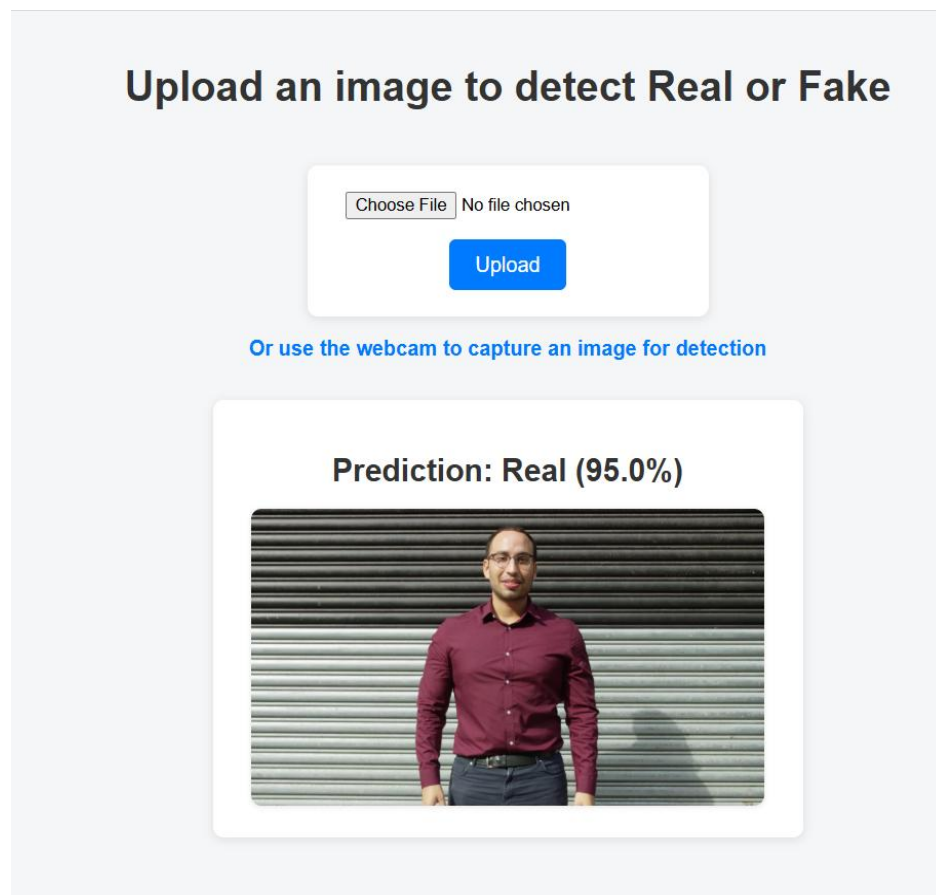 Upload an image to detect Real or Fake
Choose File No file chosen
Upload
Or use the webcam to capture an image for detection
Prediction: Real (95.0%)